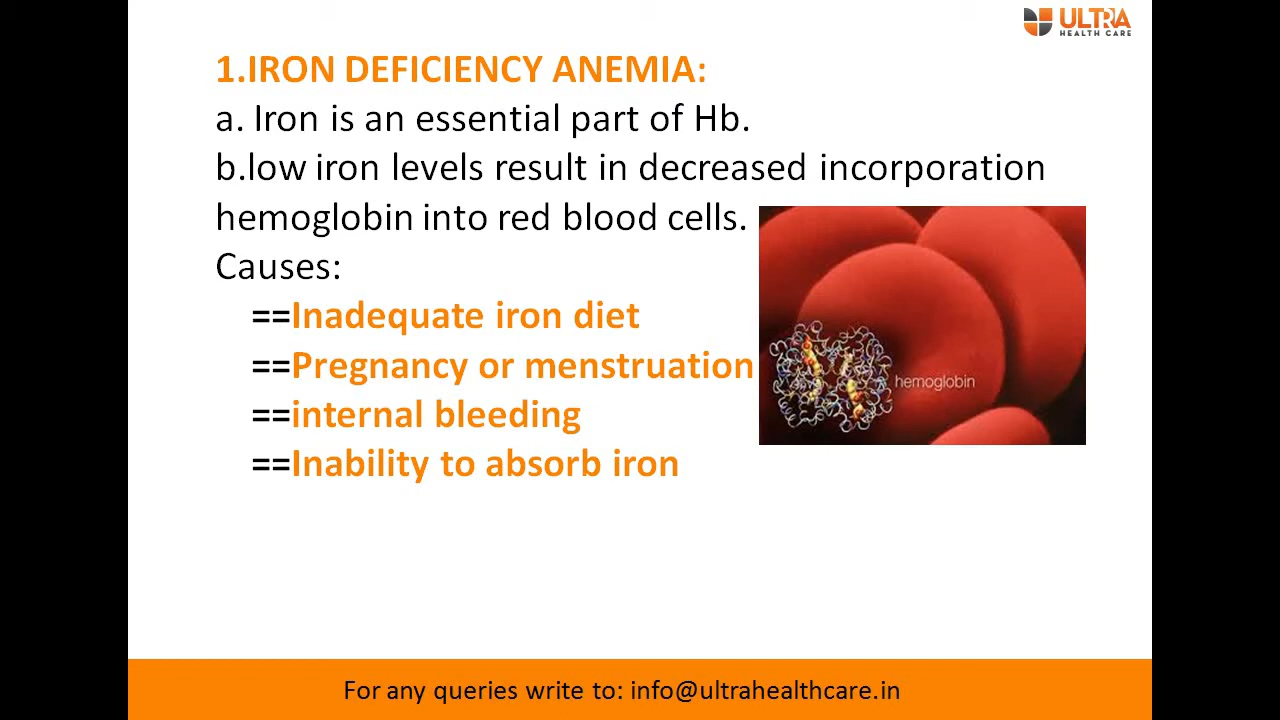 ULTRA
HEALTH CARE
1.IRON DEFICIENCY ANEMIA:
a. Iron is an essential part of Hb.
b.low iron levels result in decreased incorporation
hemoglobin into red blood cells.
Causes:
==Inadequate iron diet
==Pregnancy or menstruation
==internal bleeding
==Inability to absorb iron
hemoglobin
For any queries write to: info@ultrahealthcare.in